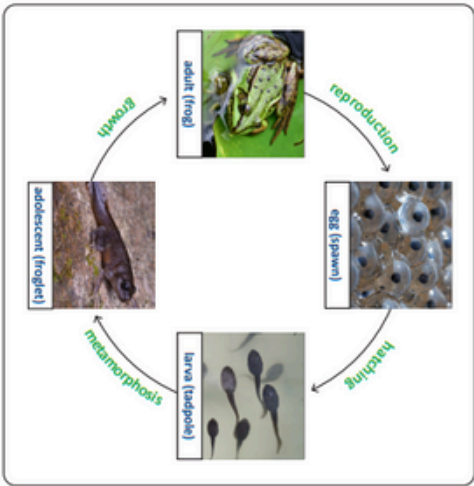 adult (frog)
reproduction
egg (spawn)
hatching
larva (tadpole)
metamorphosis
adolescent (froglet)
growth